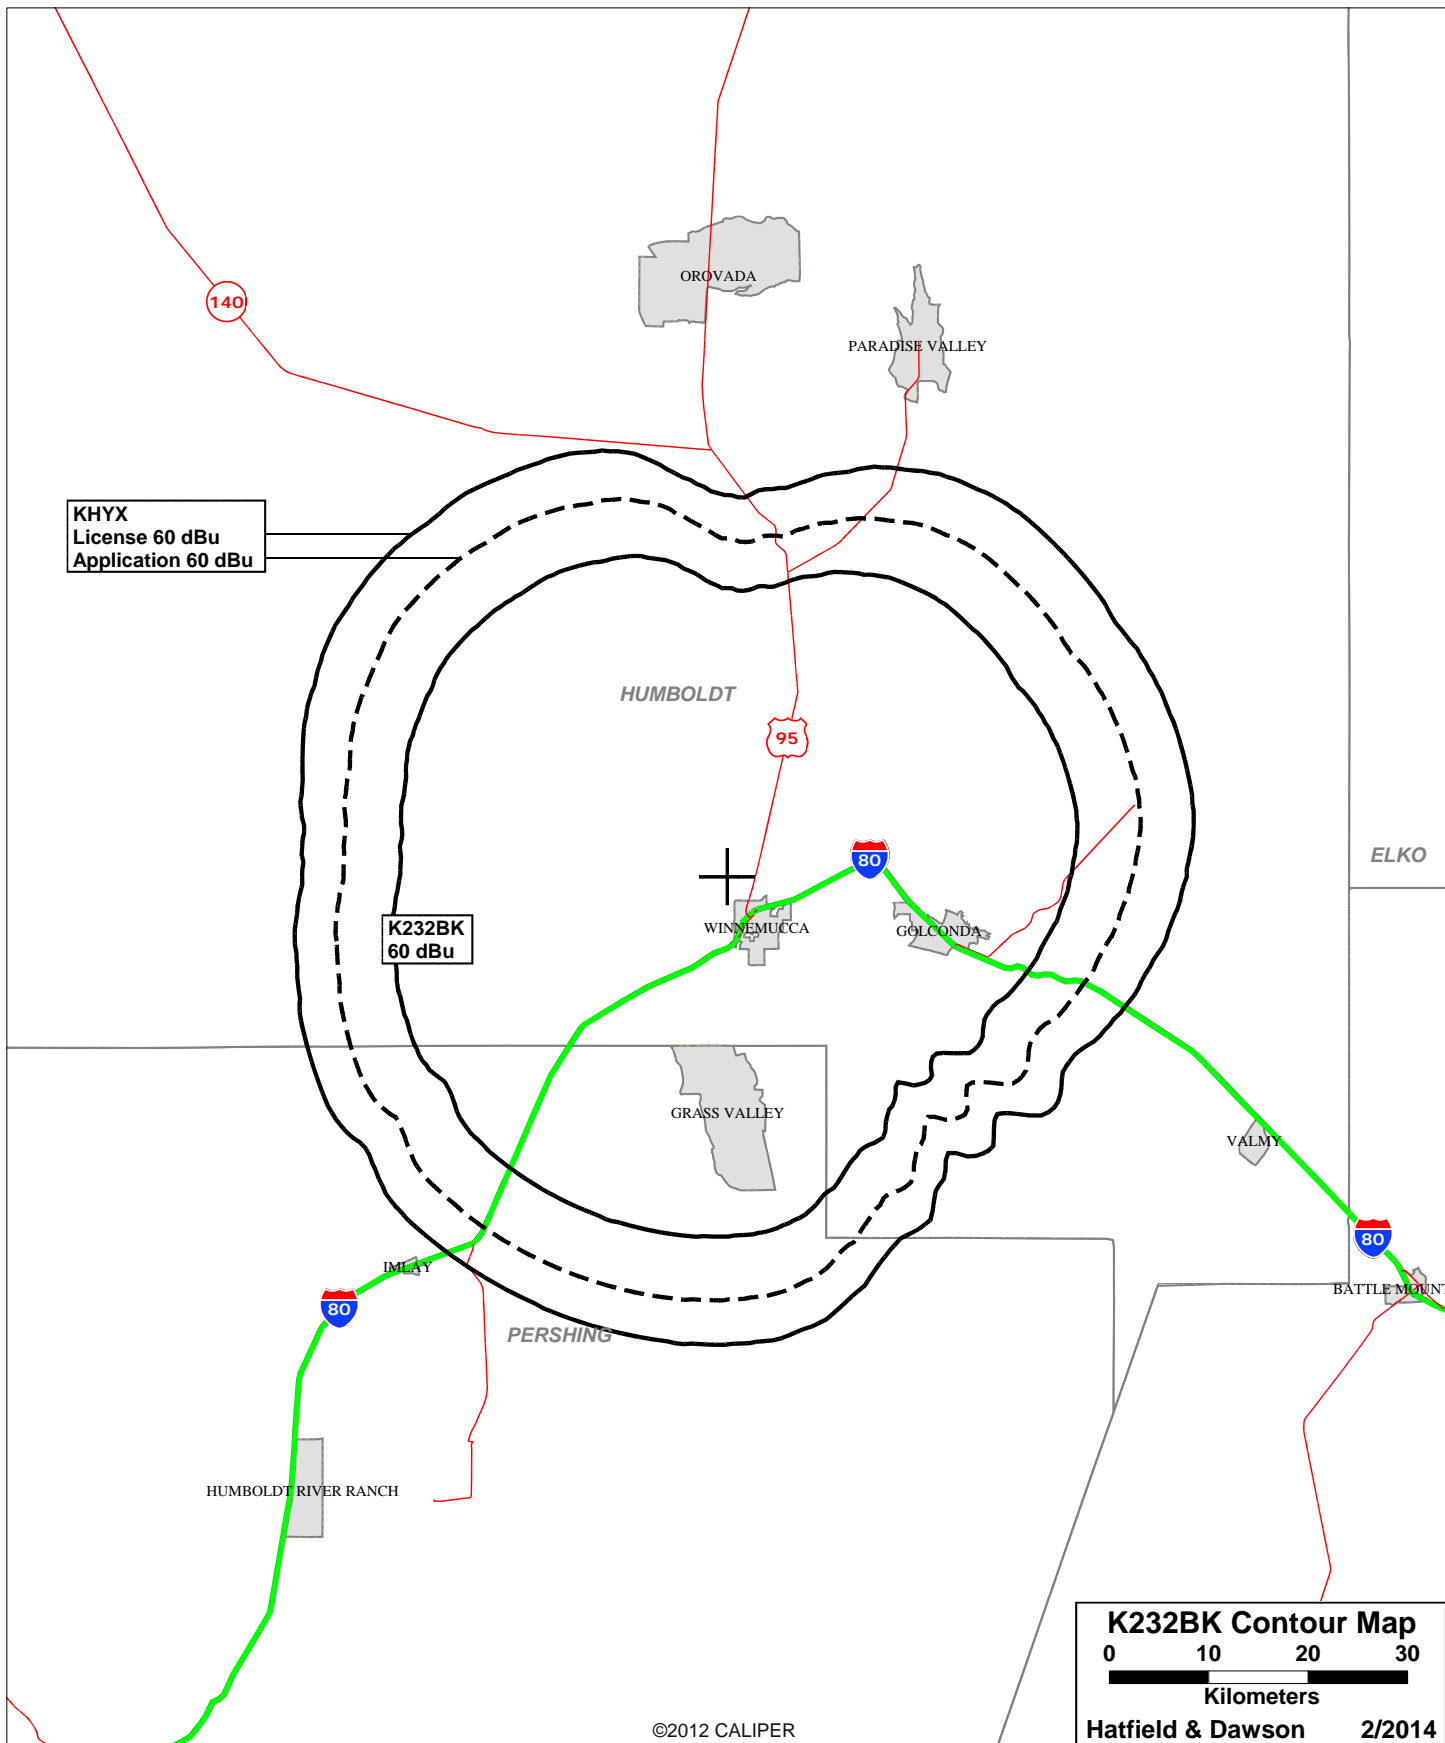 OROVADA
140
PARADISE VALLEY
KHYX
License 60 dBu
Application 60 dBu
HUMBOLDT
95
80
ELKO
K232BK
60 dBu
WINNEMUCCA
GOLCONDA
GRASS VALLEY
VALMY
80
IMLAY
BATTLE MOUNT
80
PERSHING
HUMBOLDT RIVER RANCH
K232BK Contour Map
0 10 20 30
Kilometers
Hatfield & Dawson 2/2014
©2012 CALIPER